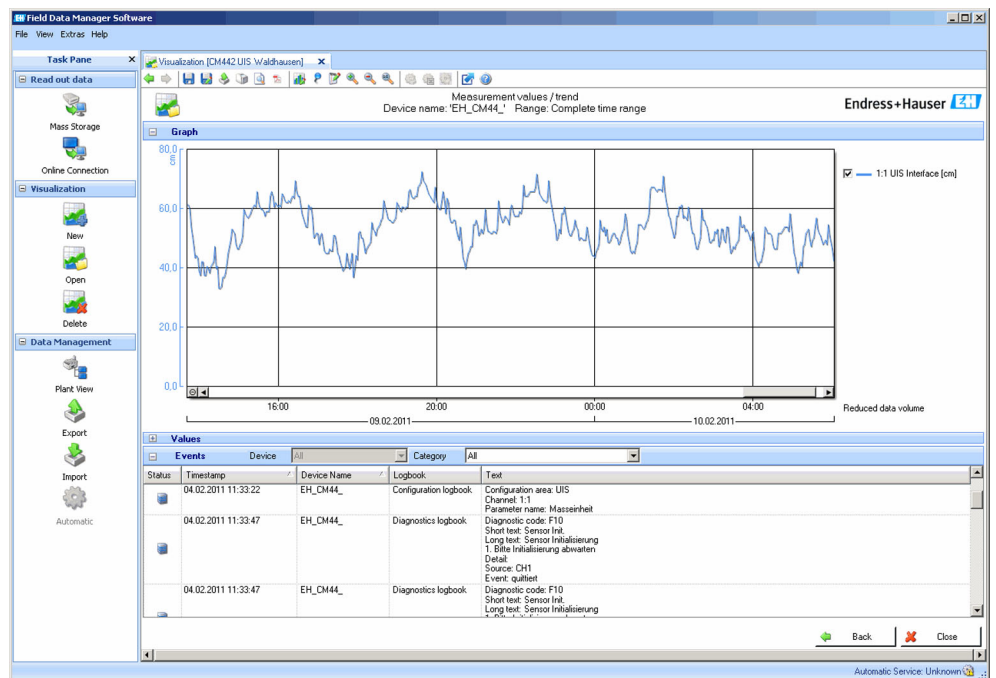 Field Data Manager Software
File View Extras Help
Task Pane
Visualization [CM442 UIS Waldhausen]
Read out data
Mass Storage
Online Connection
Visualization
New
Open
Delete
Data Management
Plant View
Export
Import
Automatic
Measurement values / trend
Device name: 'EH_CM44_' Range: Complete time range
Endress+Hauser EH
Graph
80,0
cm
60,0
40,0
20,0
0,0
1:1 UIS Interface [cm]
16:00 20:00 00:00 04:00
09.02.2011 10.02.2011
Reduced data volume
Values
Events Device All Category All
Status Timestamp Device Name Logbook Text
04.02.2011 11:33:22 EH_CM44_ Configuration logbook Configuration area: UIS
Channel: 1:1
Parameter name: Masseinheit
04.02.2011 11:33:47 EH_CM44_ Diagnostics logbook Diagnostic code: F10
Short text: Sensor Init.
Long text: Sensor Initialisierung
1. Bitte Initialisierung abwarten
Detail:
Source: CH1
Event: quittiert
04.02.2011 11:33:47 EH_CM44_ Diagnostics logbook Diagnostic code: F10
Short text: Sensor Init.
Long text: Sensor Initialisierung
Back Close
Automatic Service: Unknown